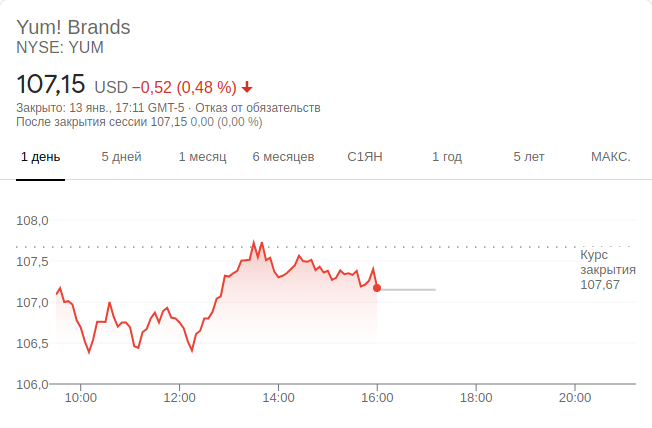 Yum! Brands
NYSE: YUM
107,15 USD −0,52 (0,48 %)
Закрыто: 13 янв., 17:11 GMT-5 · Отказ от обязательств
После закрытия сессии 107,15 0,00 (0,00 %)
1 день 5 дней 1 месяц 6 месяцев С1ЯН 1 год 5 лет МАКС.
108,0
Курс
закрытия
107,67
107,5
107,0
106,5
106,0
10:00 12:00 14:00 16:00 18:00 20:00